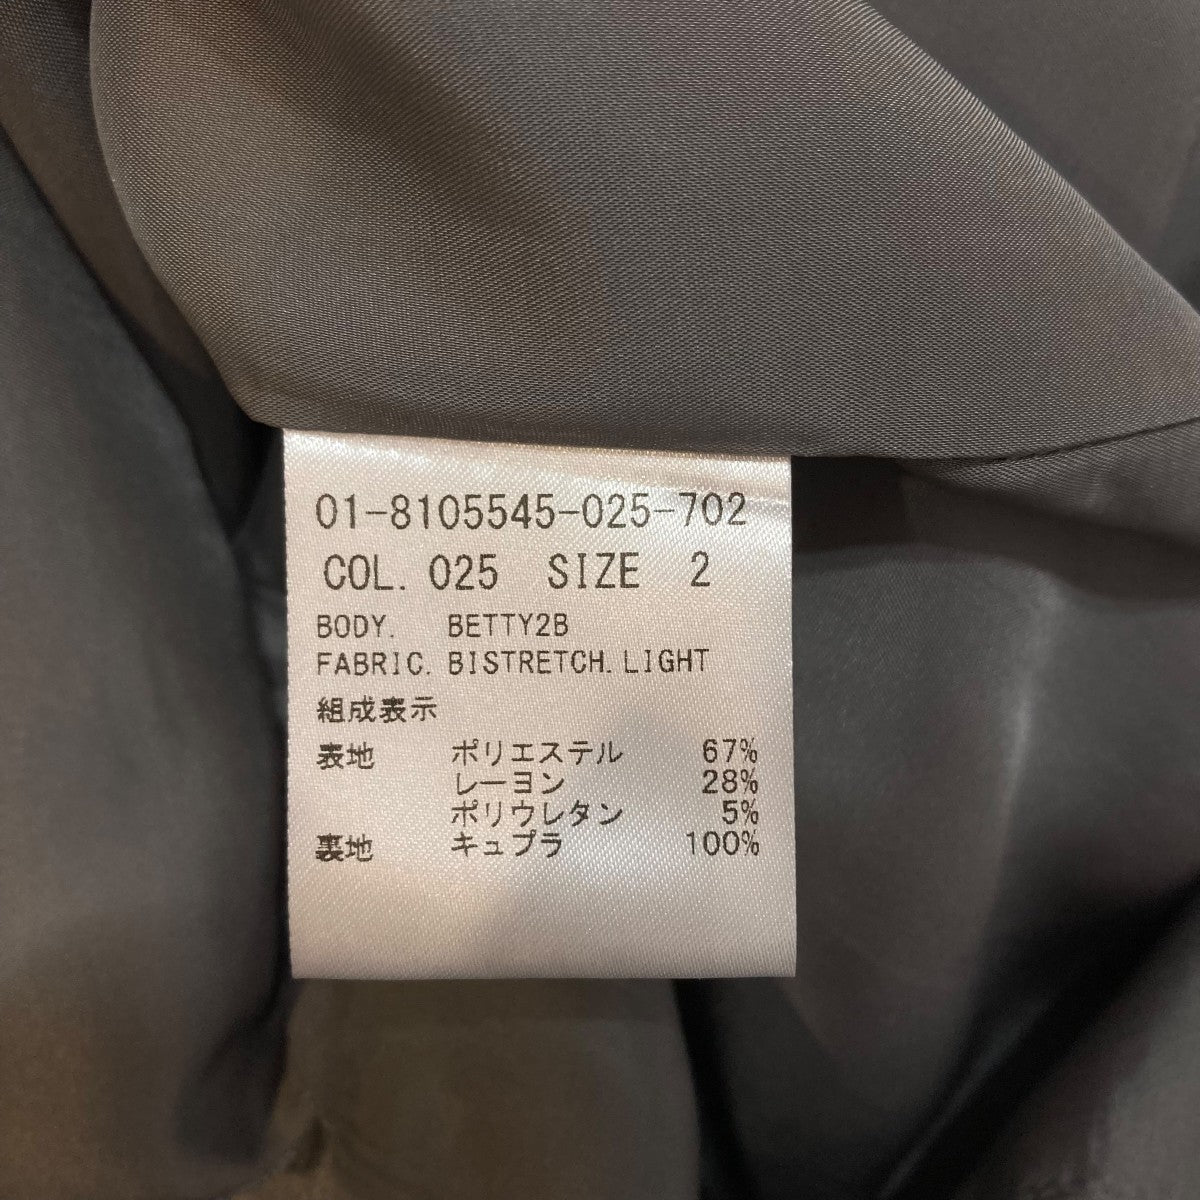 01-8105545-025-702
COL. 025 SIZE 2
BODY. BETTY2B
FABRIC. BISTRETCH.LIGHT
組成表示
表地 ポリエステル 67%
レーヨン 28%
ポリウレタン 5%
裏地 キュプラ 100%